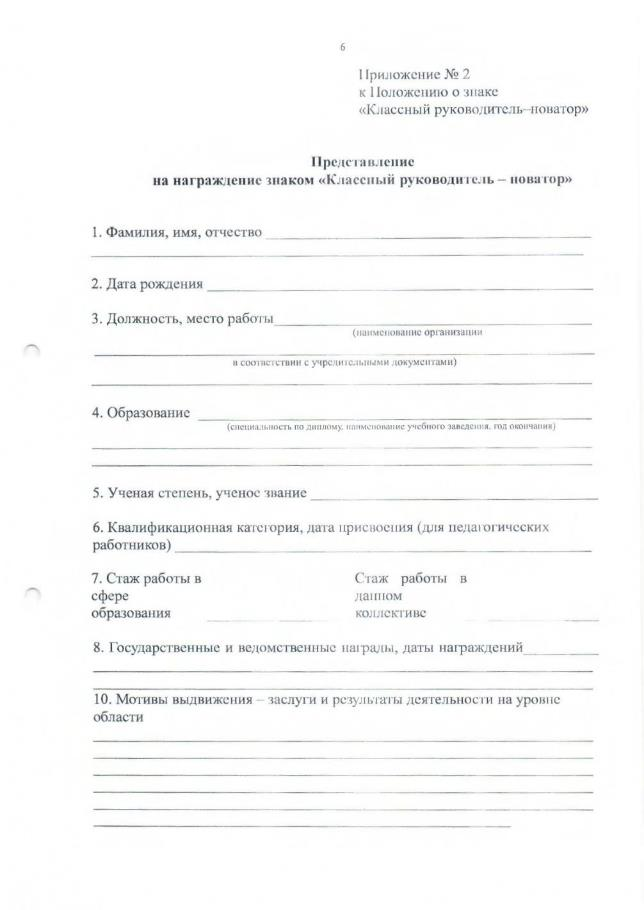 6
Приложение № 2
к Положению о знаке
«Классный руководитель–новатор»
Представление
на награждение знаком «Классный руководитель – новатор»
1. Фамилия, имя, отчество
2. Дата рождения
3. Должность, место работы
(наименование организации
в соответствии с учредительными документами)
4. Образование
(специальность по диплому, наименование учебного заведения, год окончания)
5. Ученая степень, ученое звание
6. Квалификационная категория, дата присвоения (для педагогических
работников)
7. Стаж работы в
сфере
образования
Стаж работы в
данном
коллективе
8. Государственные и ведомственные награды, даты награждений
10. Мотивы выдвижения – заслуги и результаты деятельности на уровне
области